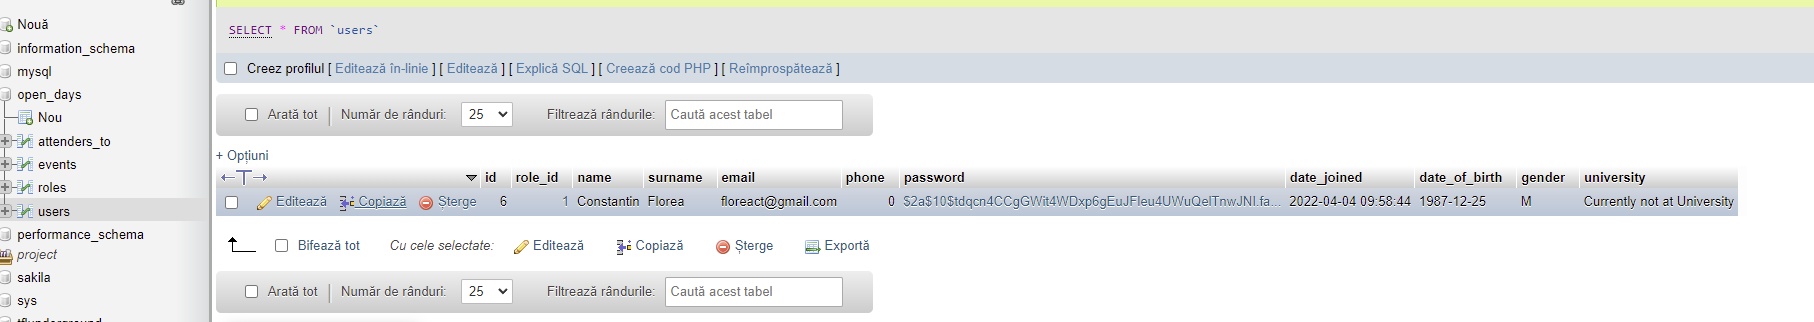 Nouă
information_schema
mysql
open_days
Nou
attenders_to
events
roles
users
performance_schema
project
sakila
sys
SELECT * FROM `users`
Creez profilul [ Editează în-linie ] [ Editează ] [ Explică SQL ] [ Creează cod PHP ] [ Reîmprospătează ]
Arată tot Număr de rânduri: 25 Filtrează rândurile: Caută acest tabel
+ Opțiuni
←T→ id role_id name surname email phone password date_joined date_of_birth gender university
Editează Copiază Șterge 6 1 Constantin Florea floreact@gmail.com 0 2022-04-04 09:58:44 1987-12-25 M Currently not at University
Bifează tot Cu cele selectate: Editează Copiază Șterge Exportă
Arată tot Număr de rânduri: 25 Filtrează rândurile: Caută acest tabel